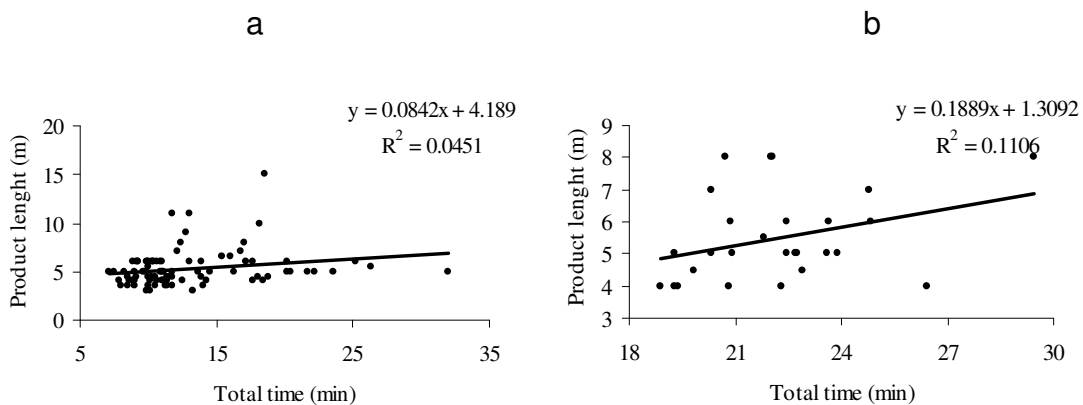 a
b
y = 0.0842x + 4.189
R² = 0.0451
20
15
10
5
0
5
15
25
35
Product lenght (m)
Total time (min)
y = 0.1889x + 1.3092
R² = 0.1106
9
8
7
6
5
4
3
18
21
24
27
30
Product lenght (m)
Total time (min)